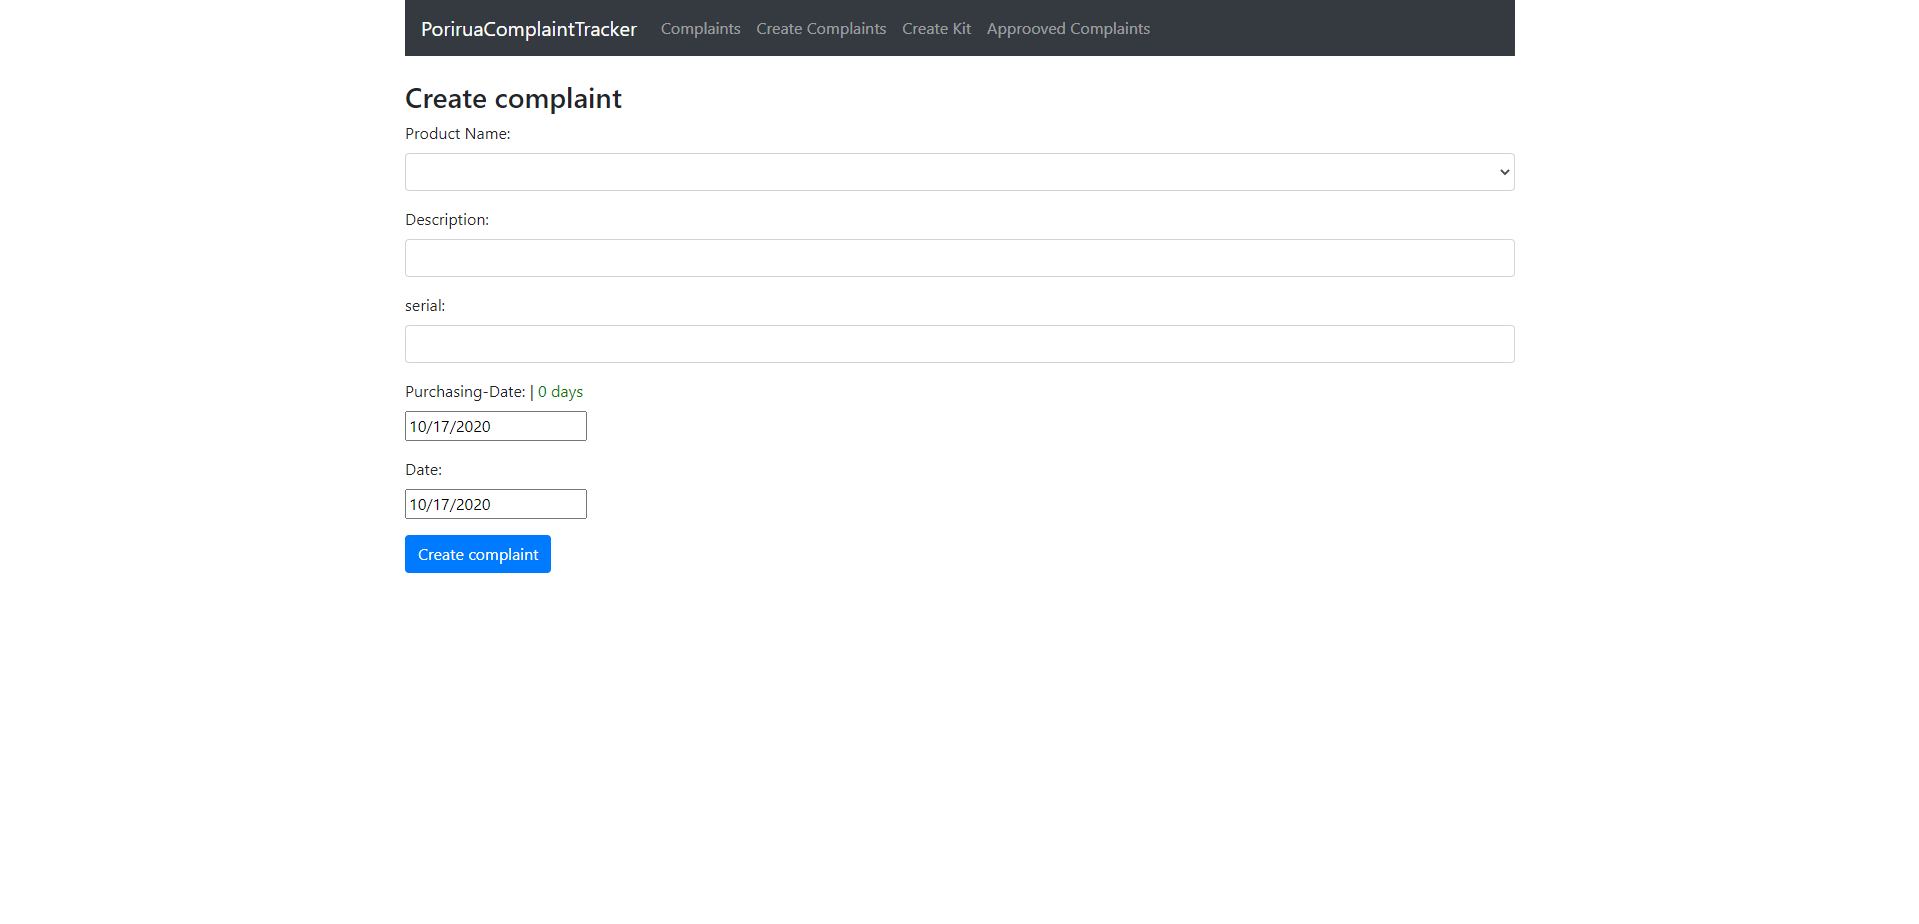 PoriruaComplaintTracker Complaints Create Complaints Create Kit Approoved Complaints
Create complaint
Product Name:
Description:
serial:
Purchasing-Date: | 0 days
10/17/2020
Date:
10/17/2020
Create complaint